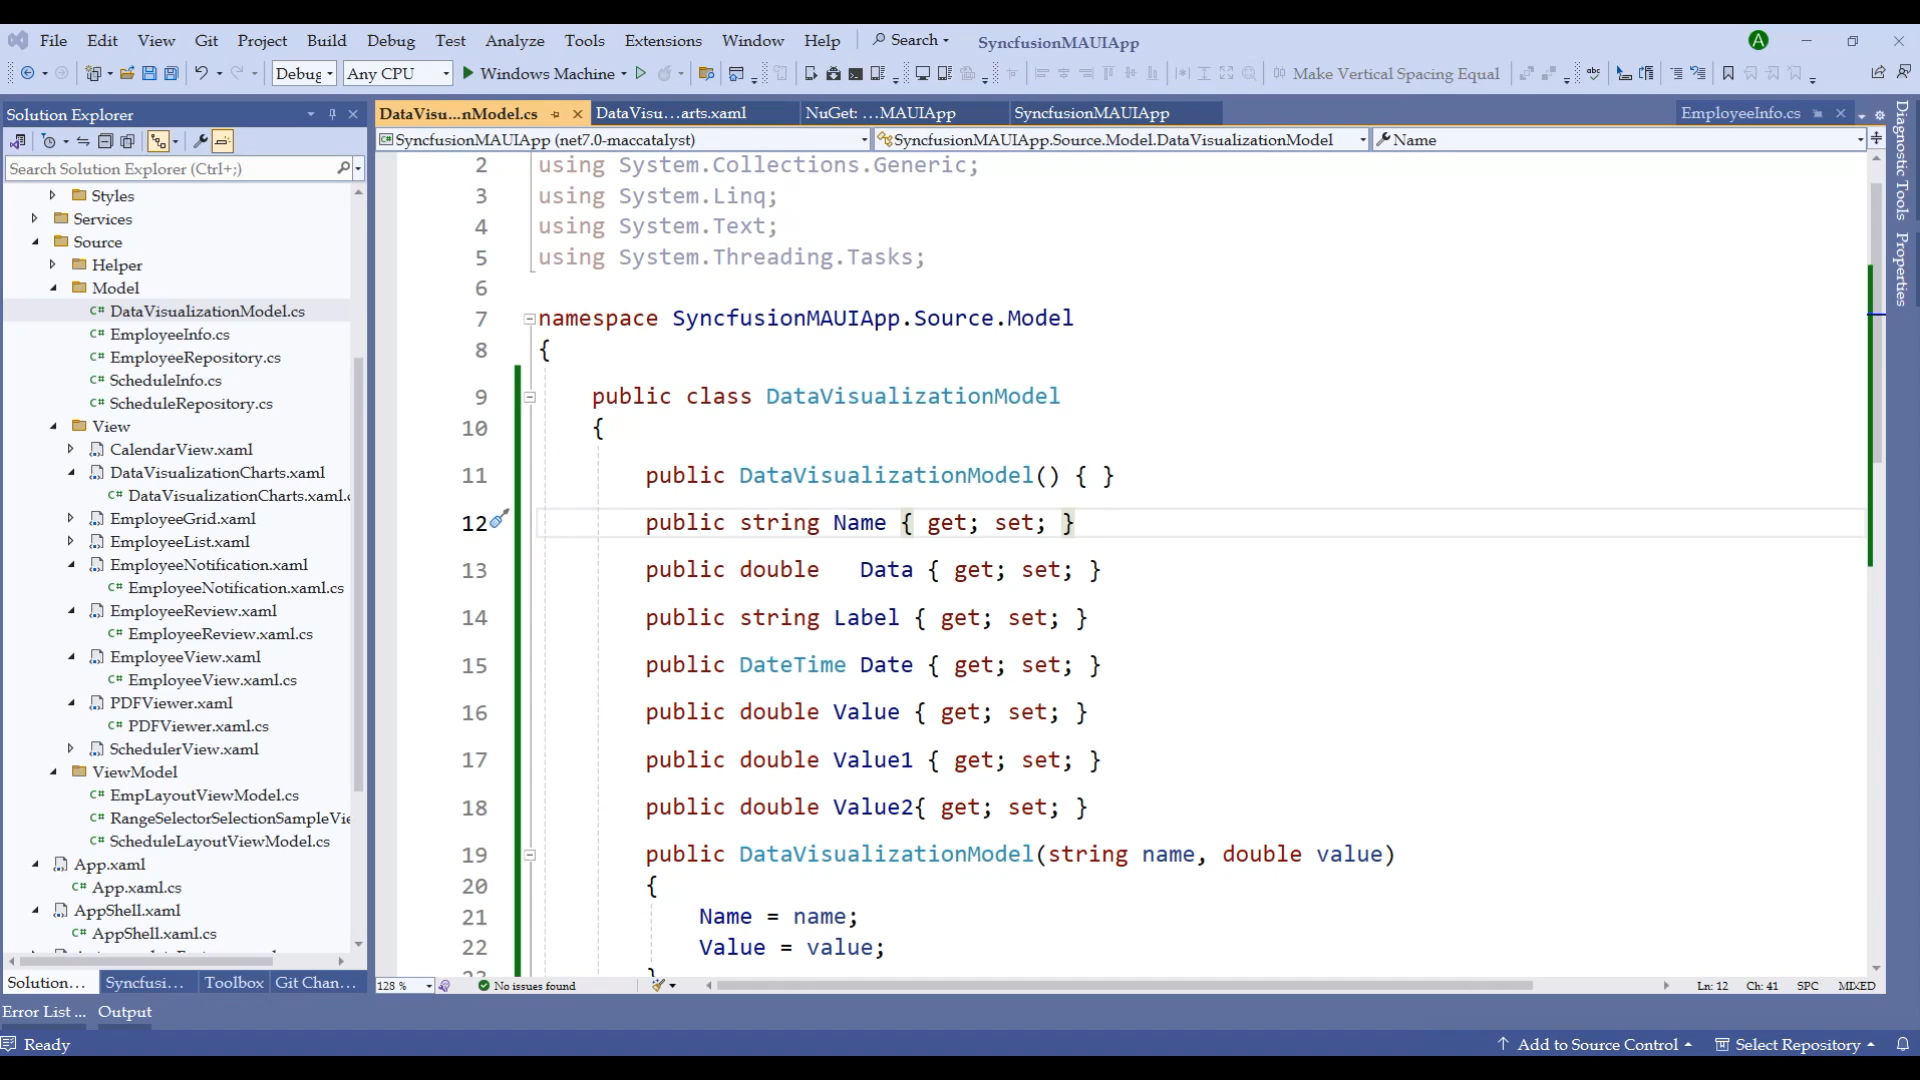 File Edit View Git Project Build Debug Test Analyze Tools Extensions Window Help Search SyncfusionMAUIApp A
Debug Any CPU Windows Machine Make Vertical Spacing Equal
Solution Explorer
Search Solution Explorer (Ctrl+;)
Styles
Services
Source
Helper
Model
C# DataVisualizationModel.cs
C# EmployeeInfo.cs
C# EmployeeRepository.cs
C# ScheduleInfo.cs
C# ScheduleRepository.cs
View
CalendarView.xaml
DataVisualizationCharts.xaml
C# DataVisualizationCharts.xaml.c
EmployeeGrid.xaml
EmployeeList.xaml
EmployeeNotification.xaml
C# EmployeeNotification.xaml.cs
EmployeeReview.xaml
C# EmployeeReview.xaml.cs
EmployeeView.xaml
C# EmployeeView.xaml.cs
PDFViewer.xaml
C# PDFViewer.xaml.cs
SchedulerView.xaml
ViewModel
C# EmpLayoutViewModel.cs
C# RangeSelectorSelectionSampleVie
C# ScheduleLayoutViewModel.cs
App.xaml
C# App.xaml.cs
AppShell.xaml
C# AppShell.xaml.cs
Solution... Syncfusi... Toolbox Git Chan...
DataVisu...nModel.cs DataVisu...arts.xaml NuGet: ...MAUIApp SyncfusionMAUIApp EmployeeInfo.cs
SyncfusionMAUIApp (net7.0-maccatalyst) SyncfusionMAUIApp.Source.Model.DataVisualizationModel Name
2 using System.Collections.Generic;
3 using System.Linq;
4 using System.Text;
5 using System.Threading.Tasks;
6
7 namespace SyncfusionMAUIApp.Source.Model
8 {
9 public class DataVisualizationModel
10 {
11 public DataVisualizationModel() { }
12 public string Name { get; set; }
13 public double   Data { get; set; }
14 public string Label { get; set; }
15 public DateTime Date { get; set; }
16 public double Value { get; set; }
17 public double Value1 { get; set; }
18 public double Value2{ get; set; }
19 public DataVisualizationModel(string name, double value)
20 {
21 Name = name;
22 Value = value;
23 }
128 % No issues found Ln: 12 Ch: 41 SPC MIXED
Diagnostic Tools
Properties
Error List ... Output
Ready Add to Source Control Select Repository